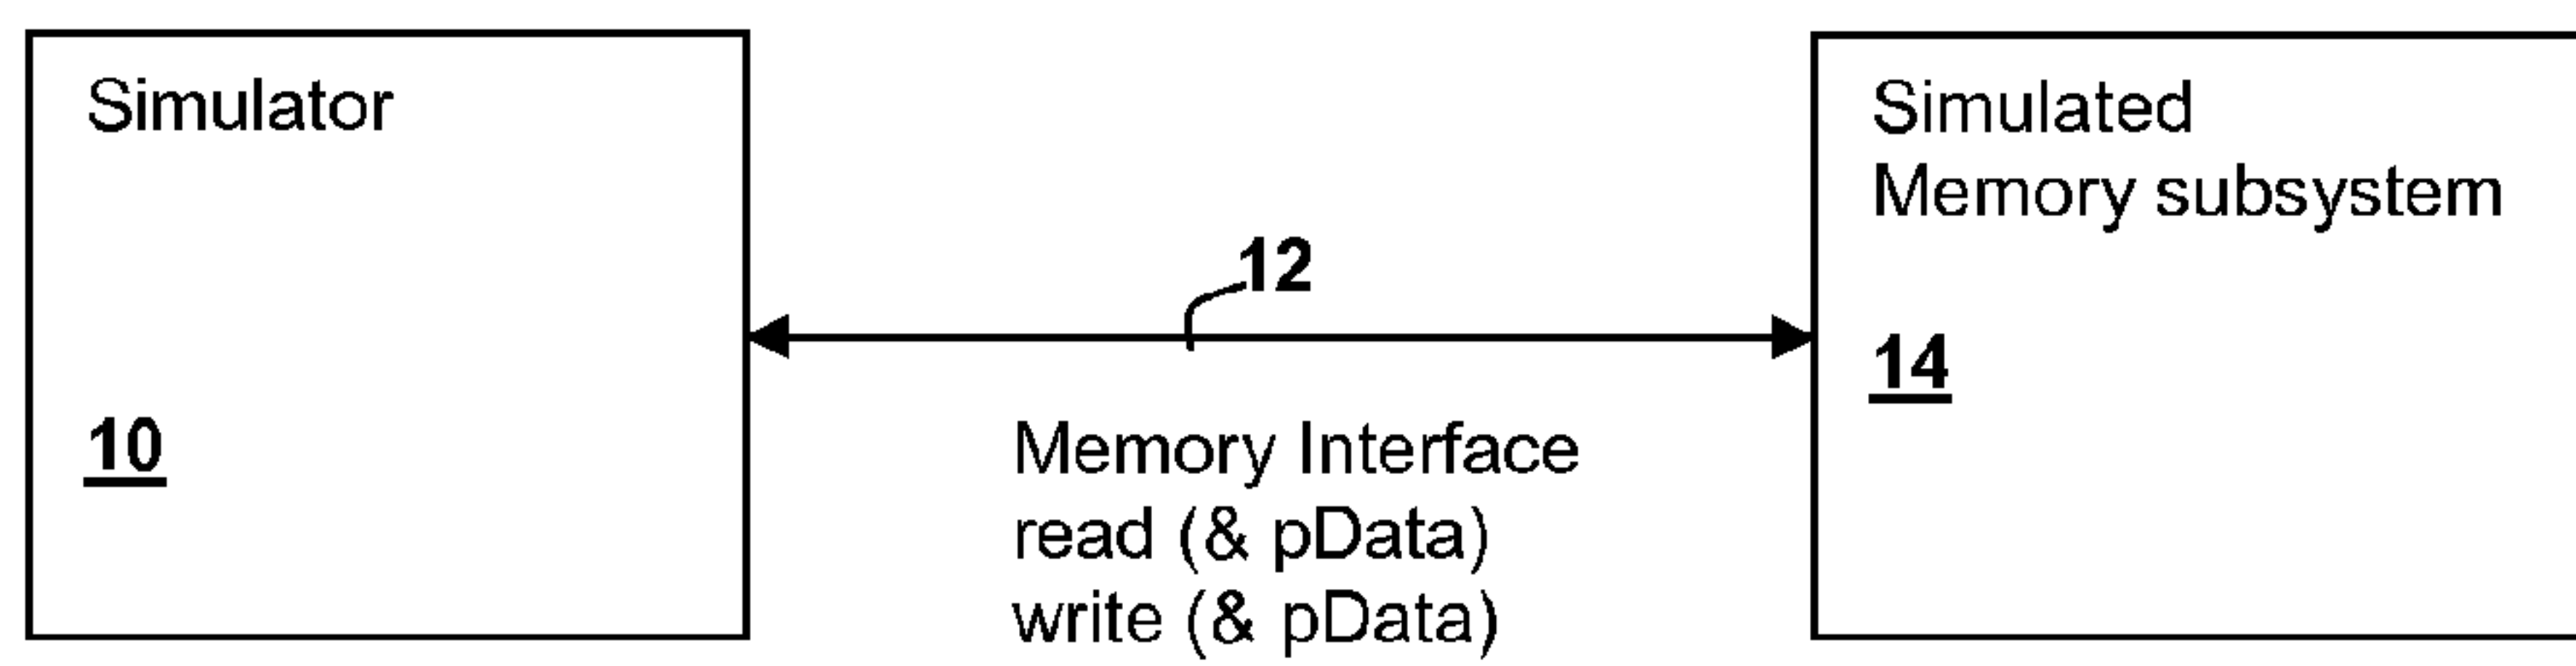 Simulator
10
12
Memory Interface
read (& pData)
write (& pData)
Simulated
Memory subsystem
14